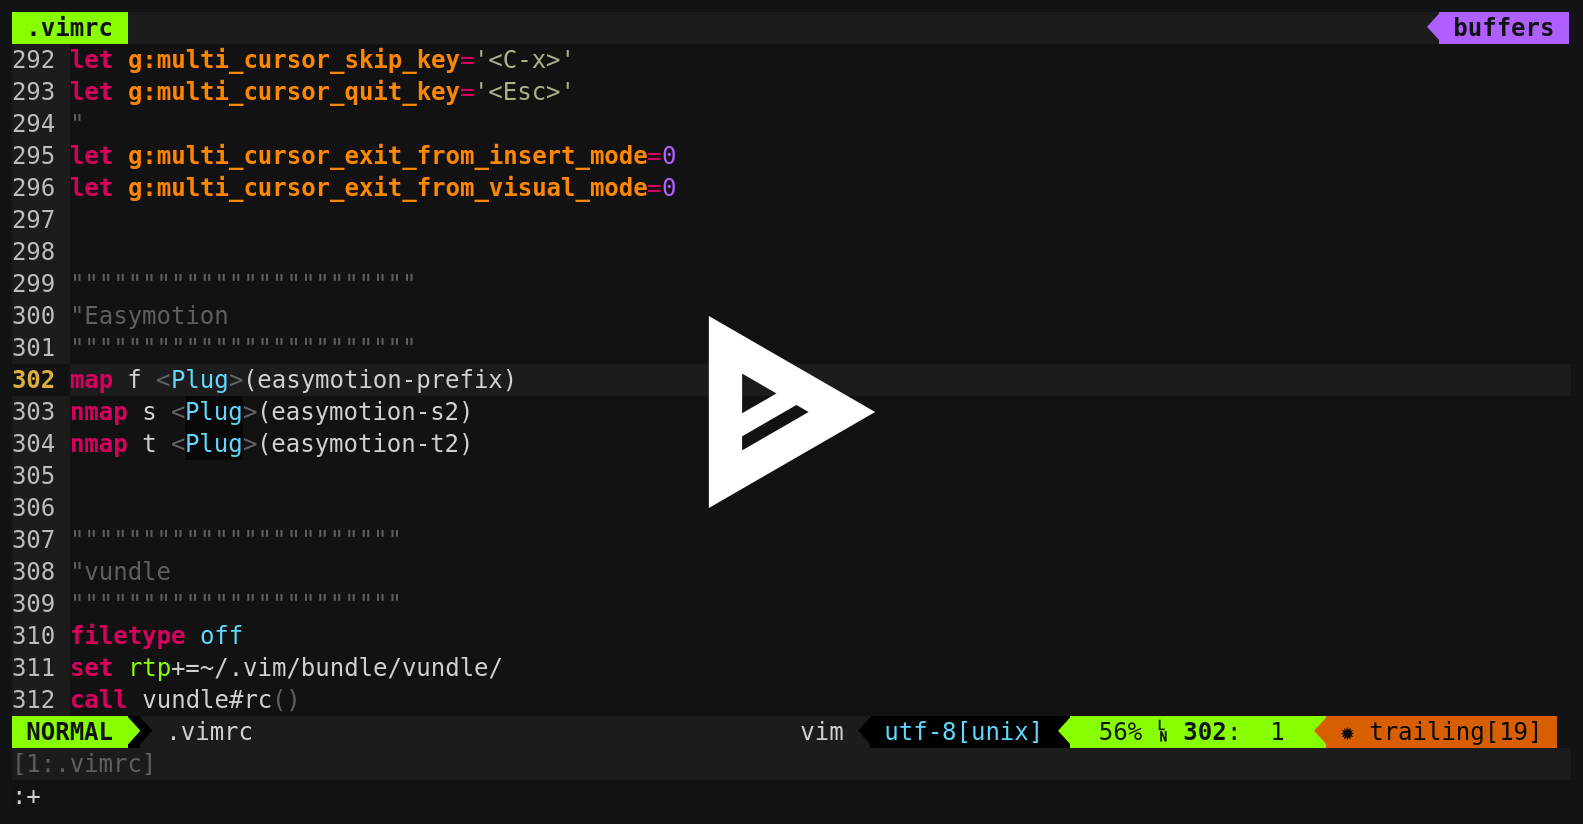 .vimrc buffers
292 let g:multi_cursor_skip_key='<C-x>'
293 let g:multi_cursor_quit_key='<Esc>'
294 "
295 let g:multi_cursor_exit_from_insert_mode=0
296 let g:multi_cursor_exit_from_visual_mode=0
297
298
299 """"""""""""""""""""""""
300 "Easymotion
301 """"""""""""""""""""""""
302 map f <Plug>(easymotion-prefix)
303 nmap s <Plug>(easymotion-s2)
304 nmap t <Plug>(easymotion-t2)
305
306
307 """""""""""""""""""""""
308 "vundle
309 """""""""""""""""""""""
310 filetype off
311 set rtp+=~/.vim/bundle/vundle/
312 call vundle#rc()
NORMAL .vimrc vim utf-8[unix] 56% ␤ 302: 1 ✹ trailing[19]
[1:.vimrc]
:+